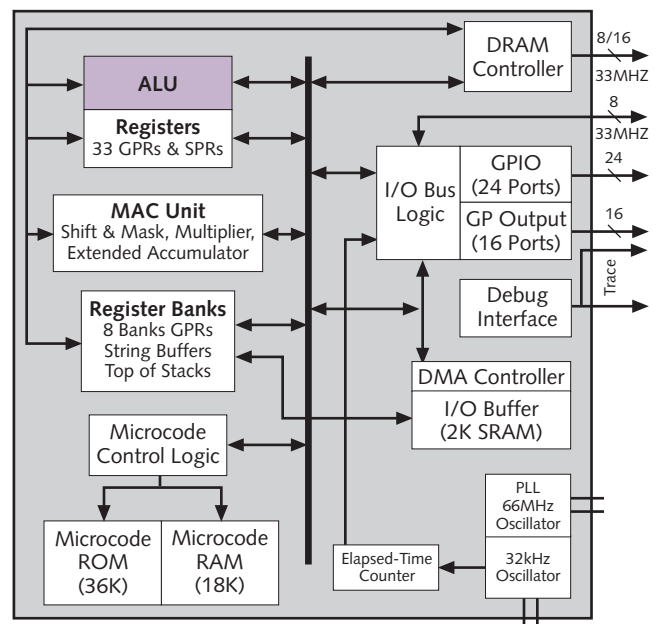 DRAM
Controller
8/16
33MHZ
ALU
Registers
33 GPRs & SPRs
8
33MHZ
I/O Bus
Logic
GPIO
(24 Ports)
24
GP Output
(16 Ports)
16
MAC Unit
Shift & Mask, Multiplier,
Extended Accumulator
Trace
Debug
Interface
Register Banks
8 Banks GPRs
String Buffers
Top of Stacks
DMA Controller
I/O Buffer
(2K SRAM)
Microcode
Control Logic
PLL
66MHz
Oscillator
Microcode
ROM
(36K)
Microcode
RAM
(18K)
Elapsed-Time
Counter
32kHz
Oscillator